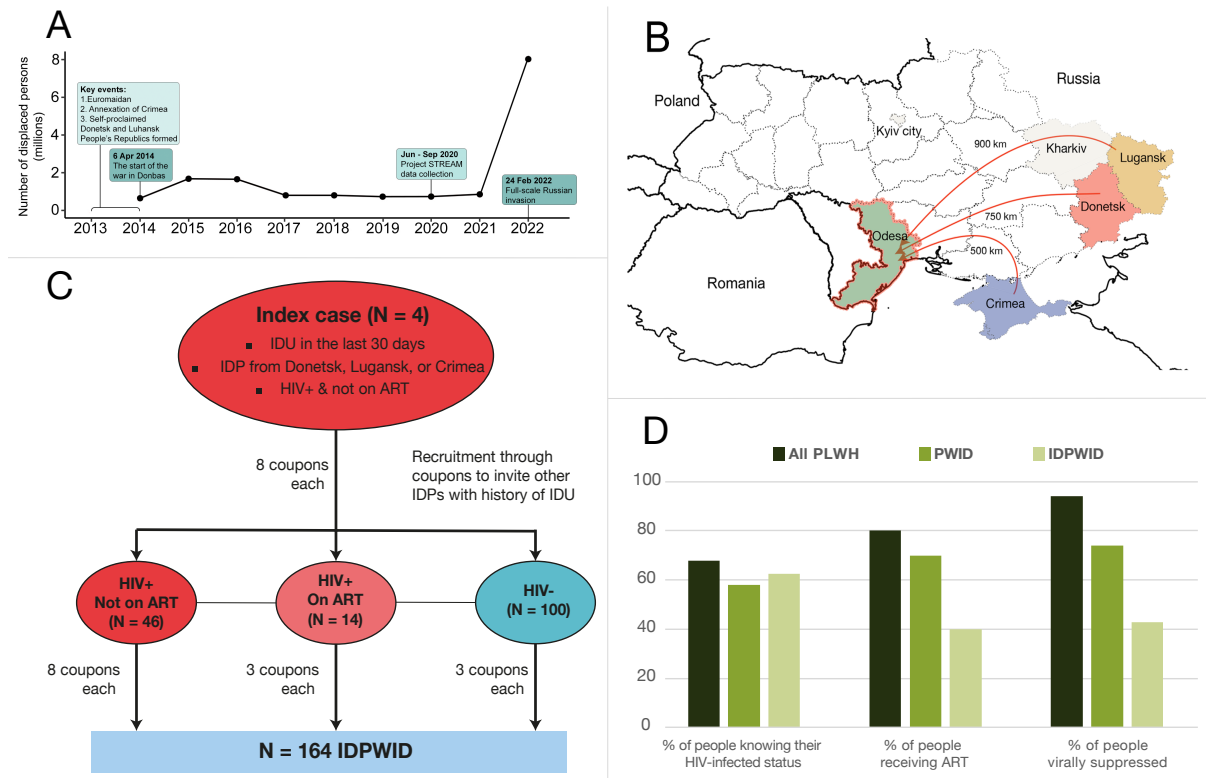 A
Number of displaced persons
(millions)
8
6
4
2
0
Key events:
1.Euromaidan
2. Annexation of Crimea
3. Self-proclaimed
Donetsk and Luhansk
People's Republics formed
6 Apr 2014
The start of the
war in Donbas
Jun - Sep 2020
Project STREAM
data collection
24 Feb 2022
Full-scale Russian
invasion
2013 2014 2015 2016 2017 2018 2019 2020 2021 2022
B
Poland
Russia
Kyiv city
900 km
Kharkiv
Lugansk
750 km
Donetsk
Odesa
500 km
Romania
Crimea
C
Index case (N = 4)
▪ IDU in the last 30 days
▪ IDP from Donetsk, Lugansk, or Crimea
▪ HIV+ & not on ART
8 coupons
each
Recruitment through
coupons to invite other
IDPs with history of IDU
HIV+
Not on ART
(N = 46)
HIV+
On ART
(N = 14)
HIV-
(N = 100)
8 coupons
each
3 coupons
each
3 coupons
each
N = 164 IDPWID
D
All PLWH PWID IDPWID
100
80
60
40
20
0
% of people knowing their
HIV-infected status
% of people
receiving ART
% of people
virally suppressed